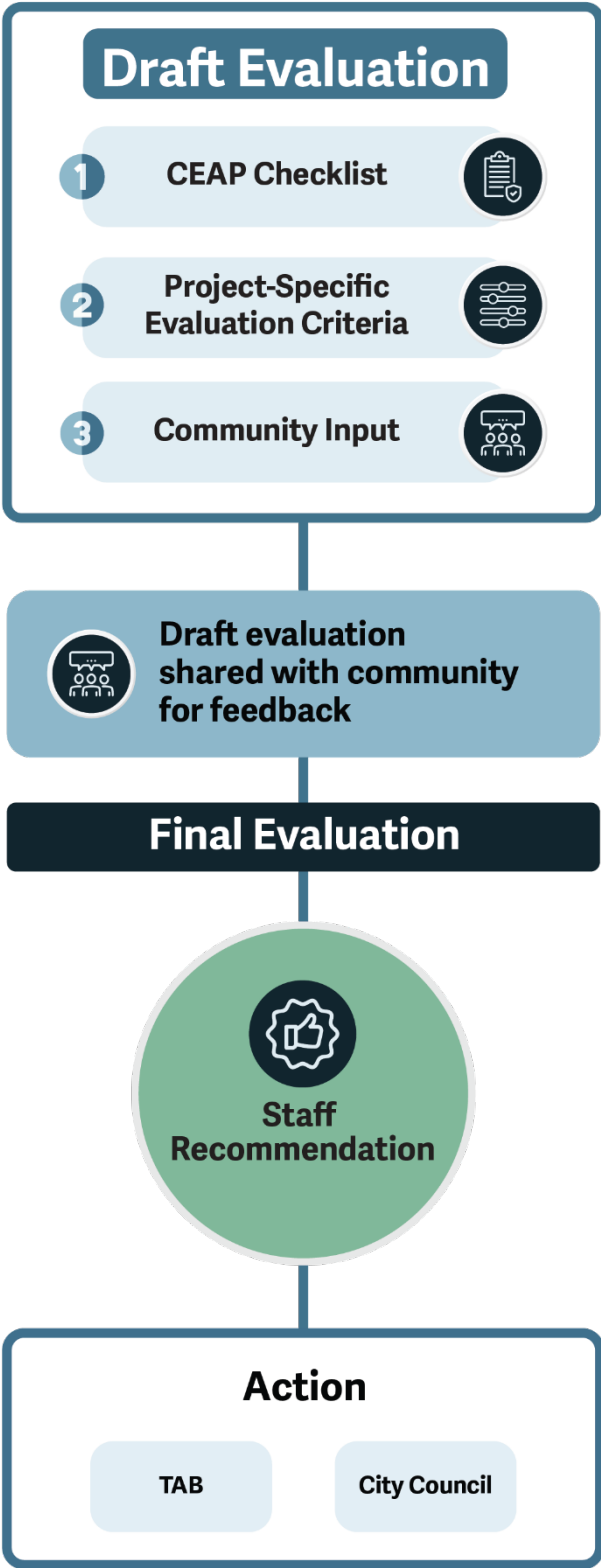 Draft Evaluation
1
CEAP Checklist
2
Project-Specific
Evaluation Criteria
3
Community Input
Draft evaluation
shared with community
for feedback
Final Evaluation
Staff
Recommendation
Action
TAB
City Council